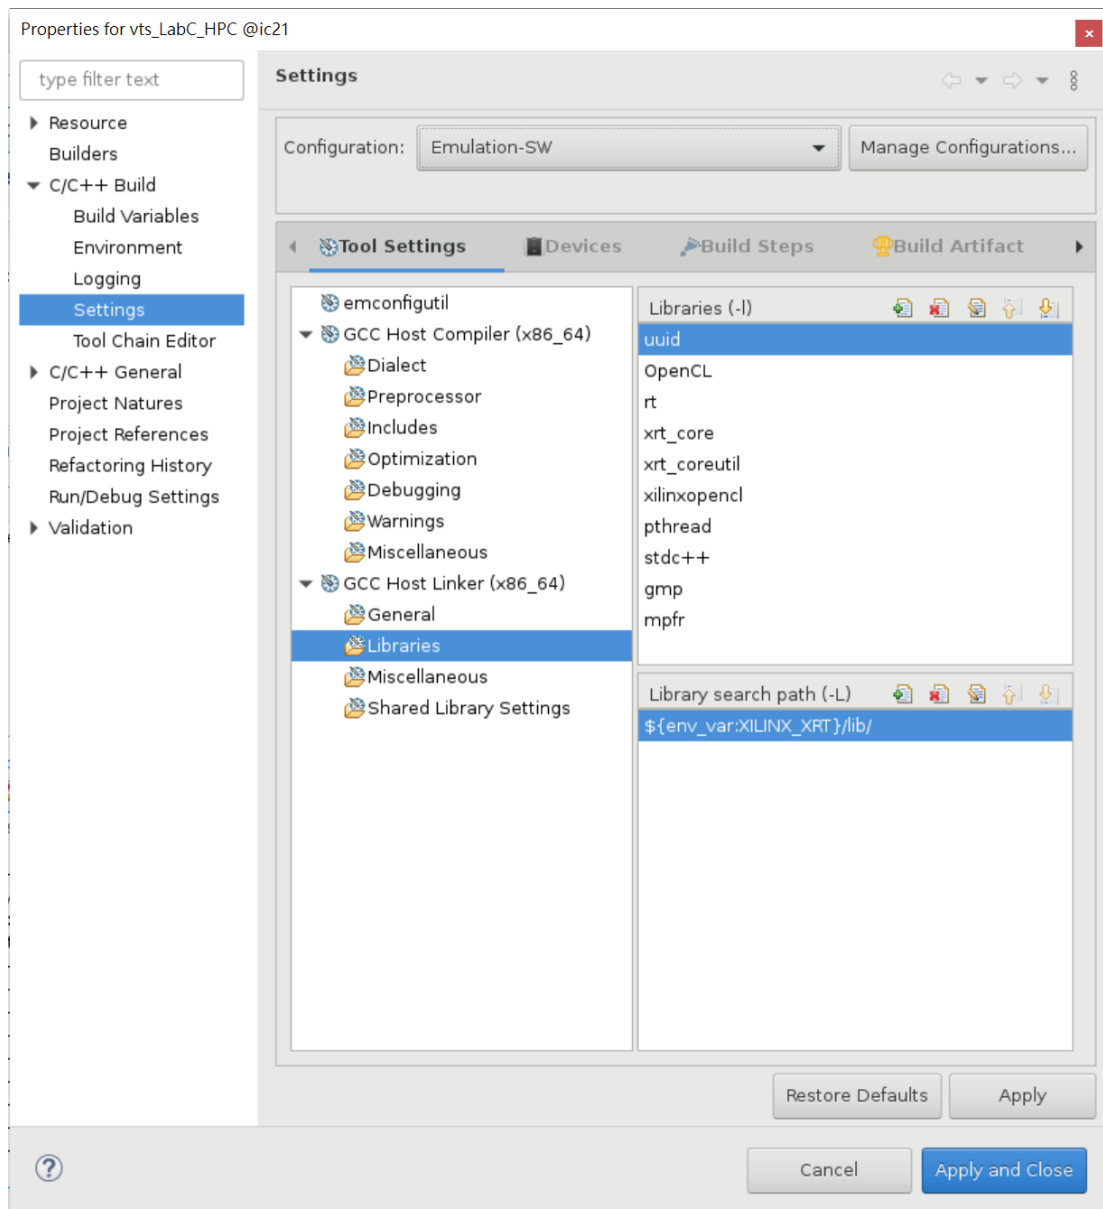 Properties for vts_LabC_HPC @ic21
type filter text
Resource
Builders
C/C++ Build
Build Variables
Environment
Logging
Settings
Tool Chain Editor
C/C++ General
Project Natures
Project References
Refactoring History
Run/Debug Settings
Validation
Settings
Configuration:
Emulation-SW
Manage Configurations...
Tool Settings
Devices
Build Steps
Build Artifact
emconfigutil
GCC Host Compiler (x86_64)
Dialect
Preprocessor
Includes
Optimization
Debugging
Warnings
Miscellaneous
GCC Host Linker (x86_64)
General
Libraries
Miscellaneous
Shared Library Settings
Libraries (-l)
uuid
OpenCL
rt
xrt_core
xrt_coreutil
xilinxopencl
pthread
stdc++
gmp
mpfr
Library search path (-L)
${env_var:XILINX_XRT}/lib/
Restore Defaults
Apply
Cancel
Apply and Close